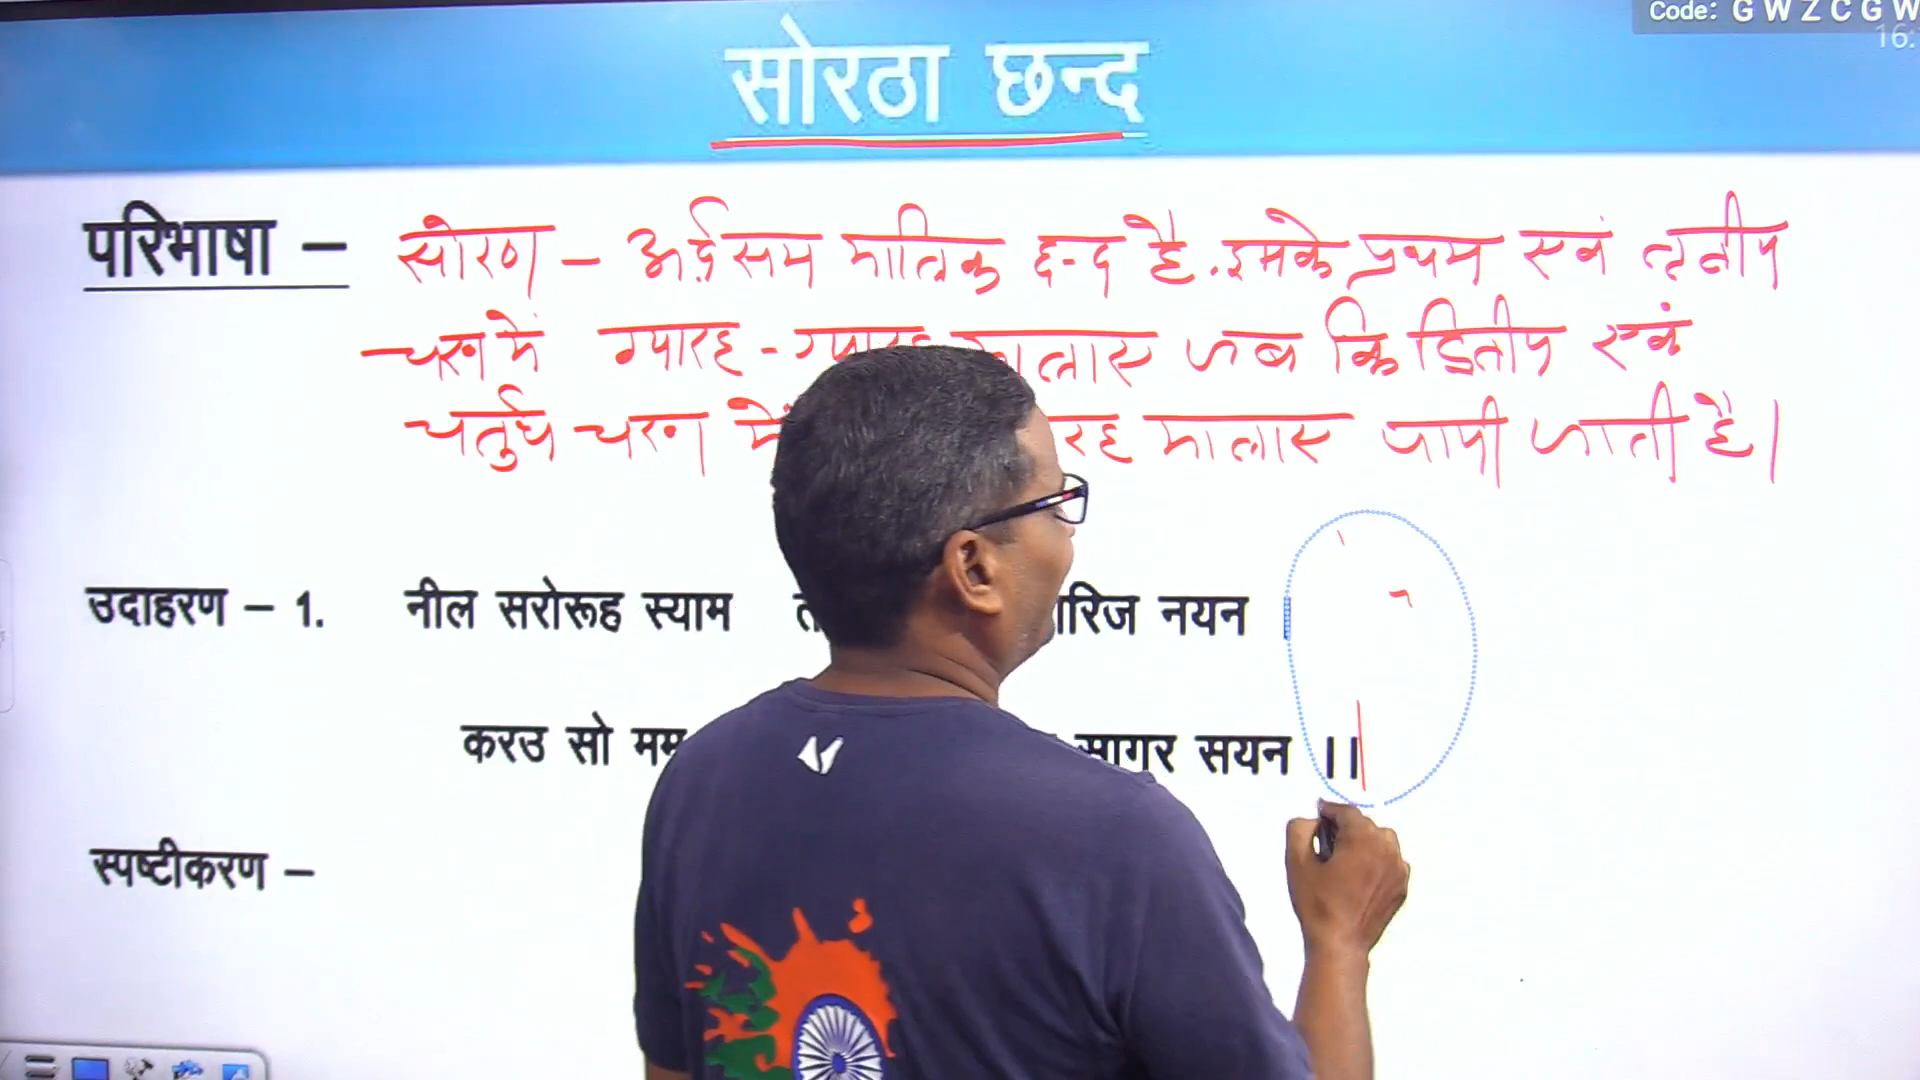 Code: G W Z C G W
16:
सोरठा छन्द
परिभाषा – सोरठा – अर्द्धसम मात्रिक छन्द है. इसके प्रथम एवं तृतीय
चरण में ग्यारह - ग्यारह मात्राएँ जब कि द्वितीय एवं
चतुर्थ चरण में रह मात्राएँ पायी जाती है।
उदाहरण – 1. नील सरोरूह स्याम त रिज नयन
करउ सो मम सागर सयन ।।
स्पष्टीकरण –